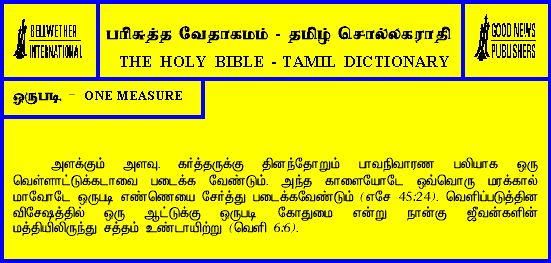 BELLWETHER
INTERNATIONAL
பரிசுத்த வேதாகமம் - தமிழ் சொல்லகராதி
THE HOLY BIBLE - TAMIL DICTIONARY
GOOD NEWS
PUBLISHERS
ஒருபடி - ONE MEASURE
அளக்கும் அளவு. கர்த்தருக்கு தினந்தோறும் பாவநிவாரண பலியாக ஒரு
வெள்ளாட்டுக்கடாவை படைக்க வேண்டும். அந்த காளையோடே ஒவ்வொரு மரக்கால்
மாவோடே ஒருபடி எண்ணெயை சேர்த்து படைக்கவேண்டும் (எசே 45:24). வெளிப்படுத்தின
விசேஷத்தில் ஒரு ஆட்டுக்கு ஒருபடி கோதுமை என்று நான்கு ஜீவன்களின்
மத்தியிலிருந்து சத்தம் உண்டாயிற்று (வெளி 6:6).